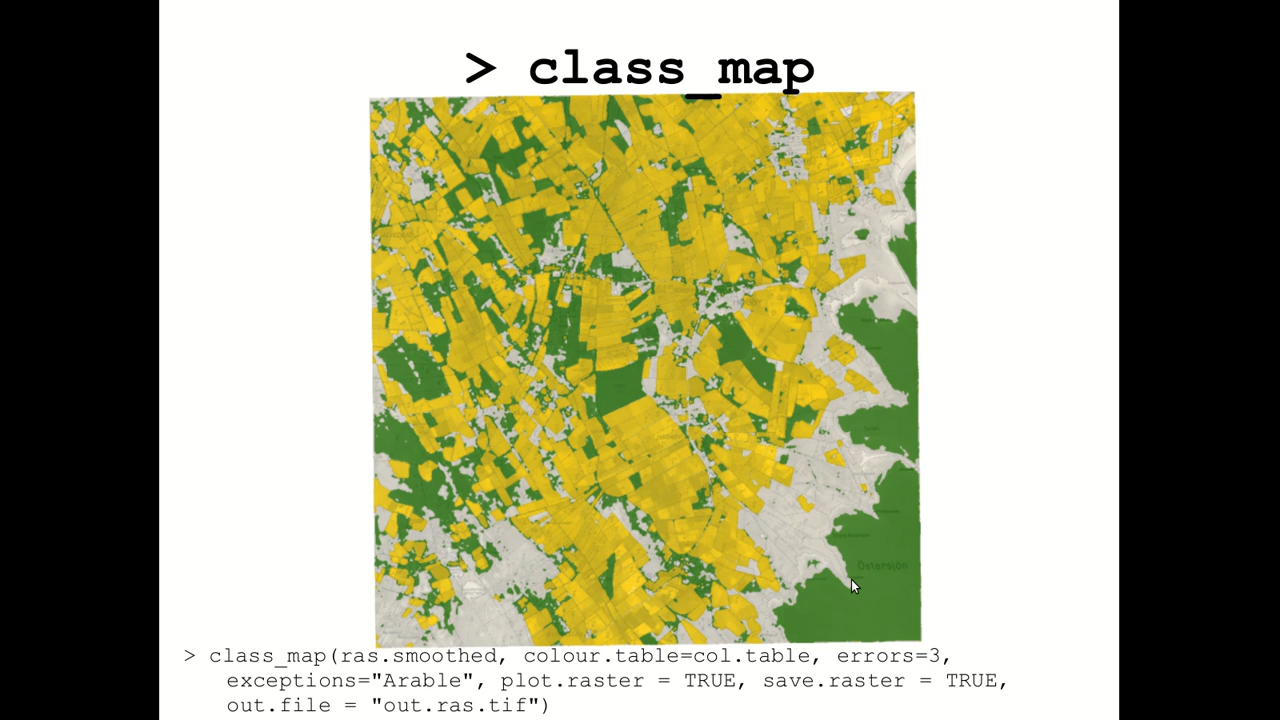 > class_map
Östersjön
> class_map(ras.smoothed, colour.table=col.table, errors=3,
exceptions="Arable", plot.raster = TRUE, save.raster = TRUE,
out.file = "out.ras.tif")